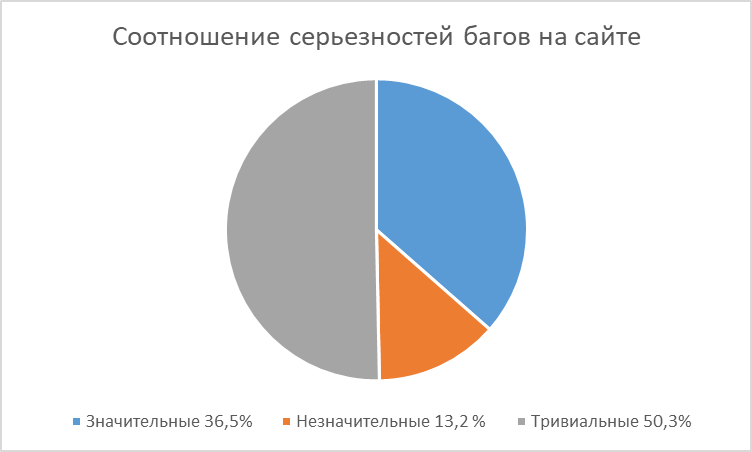 Соотношение серьезностей багов на сайте
Значительные 36,5% Незначительные 13,2 % Тривиальные 50,3%